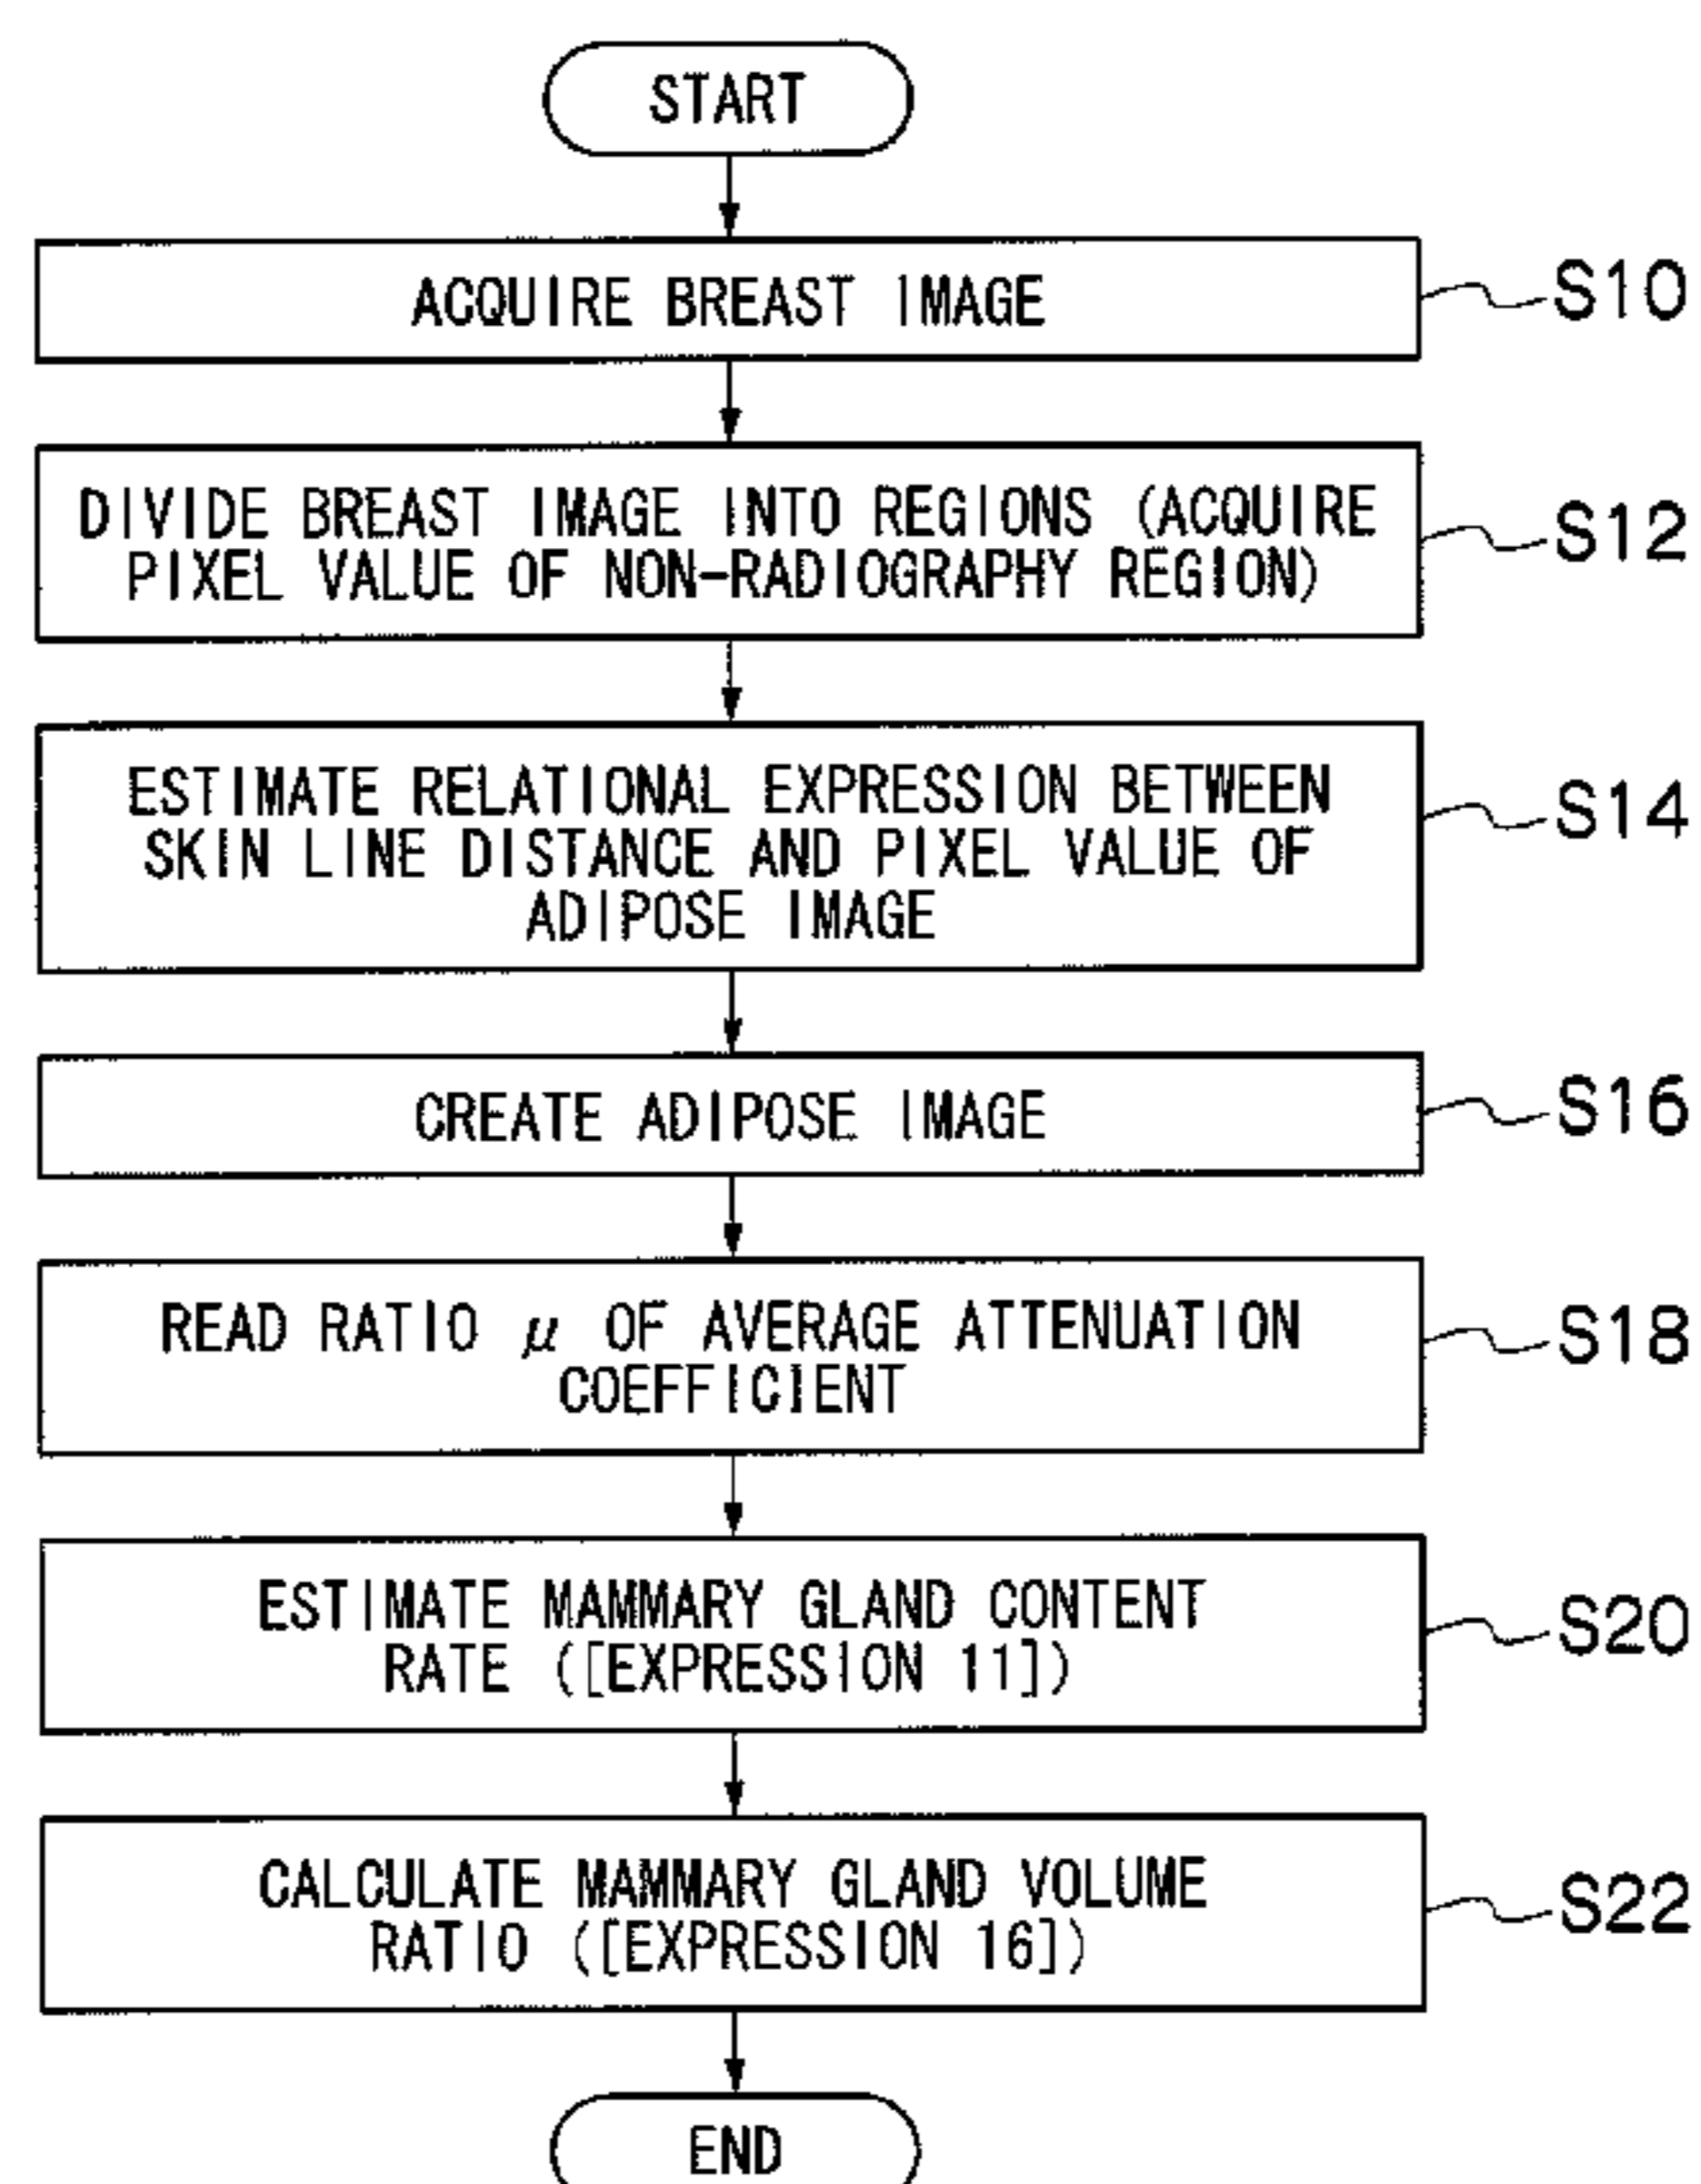 START
ACQUIRE BREAST IMAGE
S10
DIVIDE BREAST IMAGE INTO REGIONS (ACQUIRE
PIXEL VALUE OF NON-RADIOGRAPHY REGION)
S12
ESTIMATE RELATIONAL EXPRESSION BETWEEN
SKIN LINE DISTANCE AND PIXEL VALUE OF
ADIPOSE IMAGE
S14
CREATE ADIPOSE IMAGE
S16
READ RATIO μ OF AVERAGE ATTENUATION
COEFFICIENT
S18
ESTIMATE MAMMARY GLAND CONTENT
RATE ([EXPRESSION 11])
S20
CALCULATE MAMMARY GLAND VOLUME
RATIO ([EXPRESSION 16])
S22
END